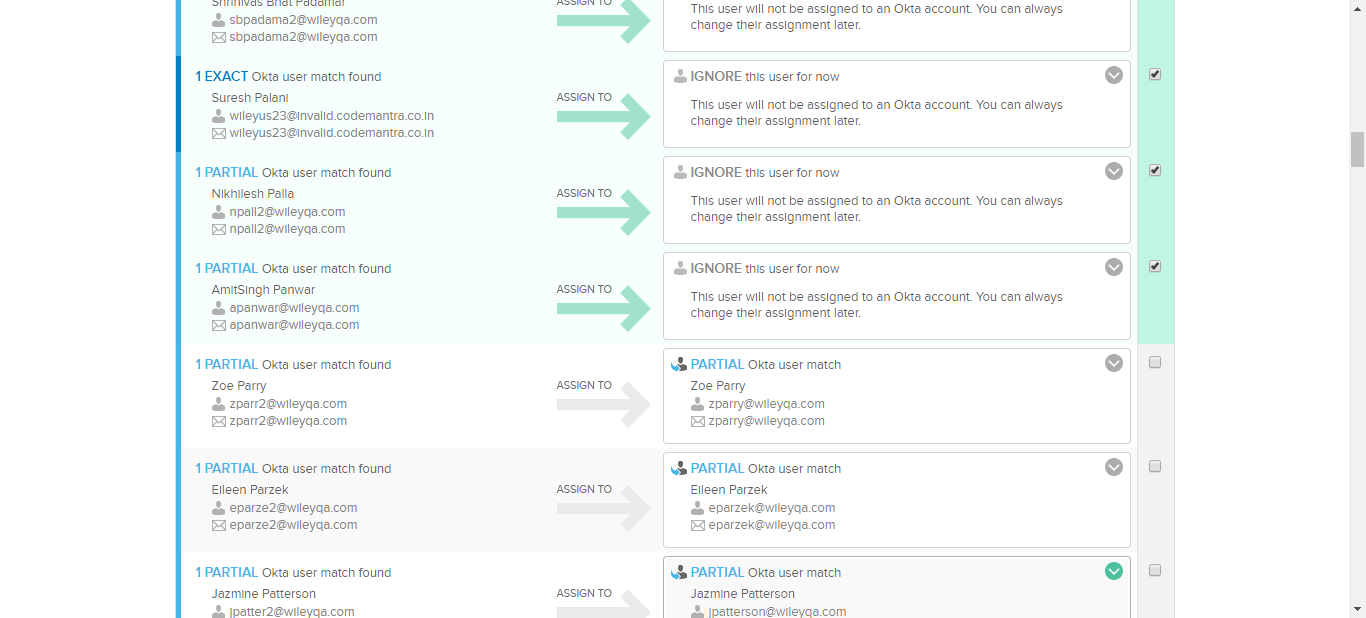 Shrinivas Bhat Padamar
sbpadama2@wileyqa.com
sbpadama2@wileyqa.com
ASSIGN TO
This user will not be assigned to an Okta account. You can always
change their assignment later.
1 EXACT Okta user match found
Suresh Palani
wileyus23@invalid.codemantra.co.in
wileyus23@invalid.codemantra.co.in
ASSIGN TO
IGNORE this user for now
This user will not be assigned to an Okta account. You can always
change their assignment later.
1 PARTIAL Okta user match found
Nikhilesh Palla
npall2@wileyqa.com
npall2@wileyqa.com
ASSIGN TO
IGNORE this user for now
This user will not be assigned to an Okta account. You can always
change their assignment later.
1 PARTIAL Okta user match found
AmitSingh Panwar
apanwar@wileyqa.com
apanwar@wileyqa.com
ASSIGN TO
IGNORE this user for now
This user will not be assigned to an Okta account. You can always
change their assignment later.
1 PARTIAL Okta user match found
Zoe Parry
zparr2@wileyqa.com
zparr2@wileyqa.com
ASSIGN TO
PARTIAL Okta user match
Zoe Parry
zparry@wileyqa.com
zparry@wileyqa.com
1 PARTIAL Okta user match found
Eileen Parzek
eparze2@wileyqa.com
eparze2@wileyqa.com
ASSIGN TO
PARTIAL Okta user match
Eileen Parzek
eparzek@wileyqa.com
eparzek@wileyqa.com
1 PARTIAL Okta user match found
Jazmine Patterson
jpatter2@wileyqa.com
ASSIGN TO
PARTIAL Okta user match
Jazmine Patterson
jpatterson@wileyqa.com